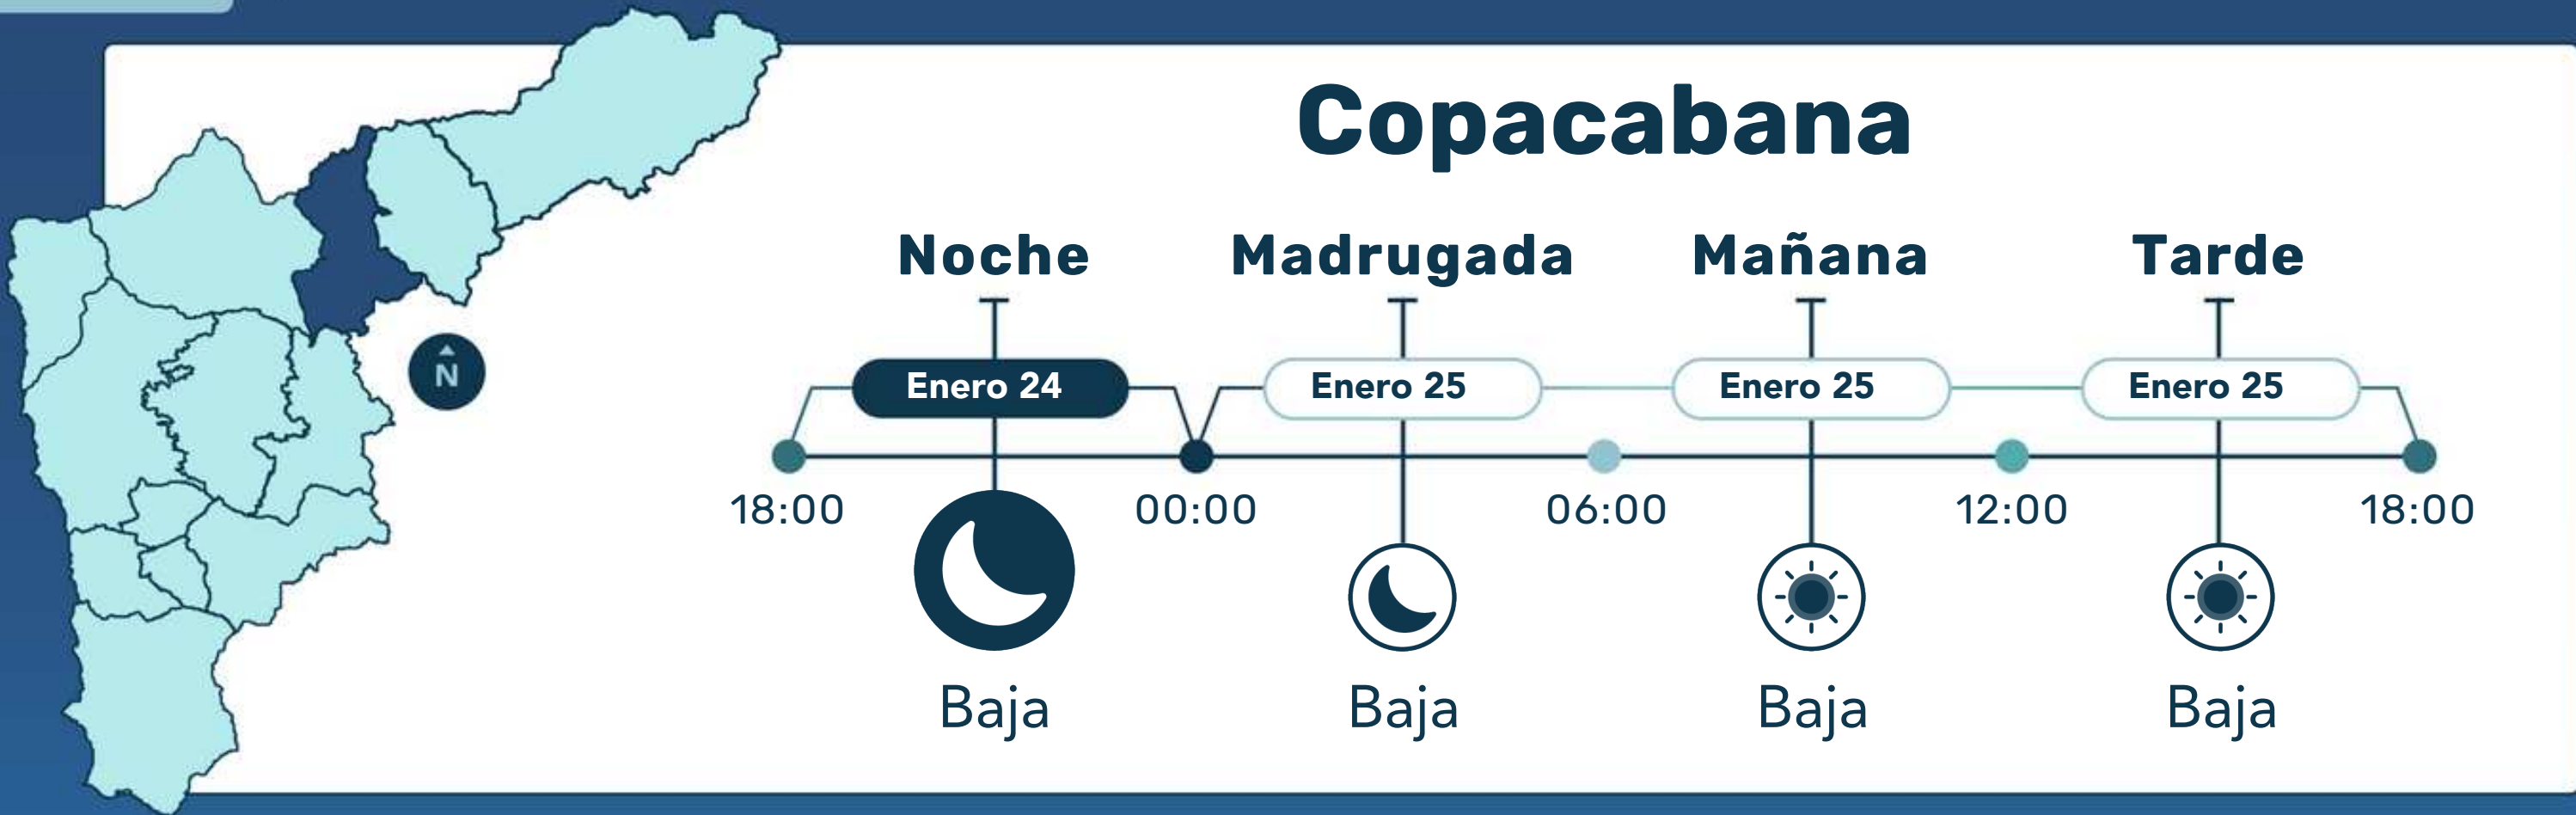 Copacabana
Noche
Madrugada
Mañana
Tarde
Enero 24
Enero 25
Enero 25
Enero 25
N
18:00
00:00
06:00
12:00
18:00
Baja
Baja
Baja
Baja